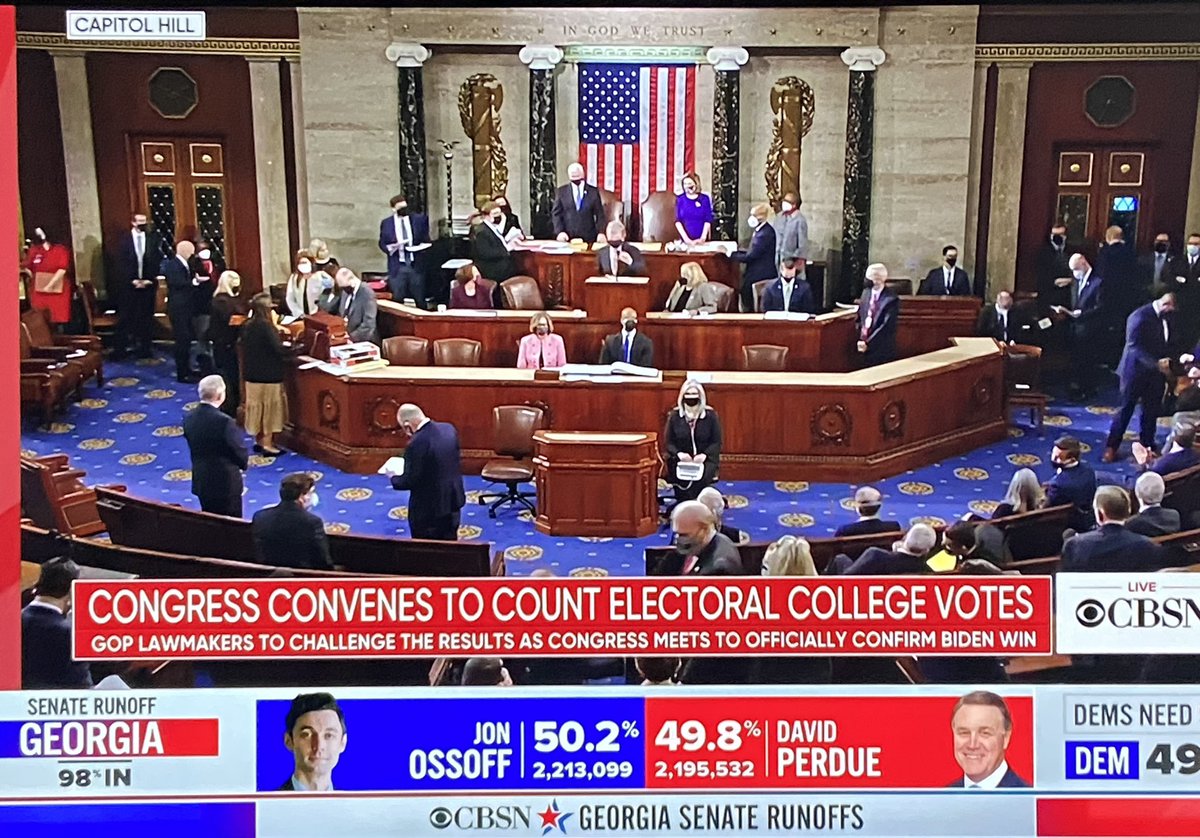 CAPITOL HILL
IN GOD WE TRUST
CONGRESS CONVENES TO COUNT ELECTORAL COLLEGE VOTES
GOP LAWMAKERS TO CHALLENGE THE RESULTS AS CONGRESS MEETS TO OFFICIALLY CONFIRM BIDEN WIN
LIVE
CBSN
SENATE RUNOFF
GEORGIA
98% IN
JON
OSSOFF
50.2%
2,213,099
49.8%
2,195,532
DAVID
PERDUE
DEMS NEED
DEM 49
CBSN GEORGIA SENATE RUNOFFS